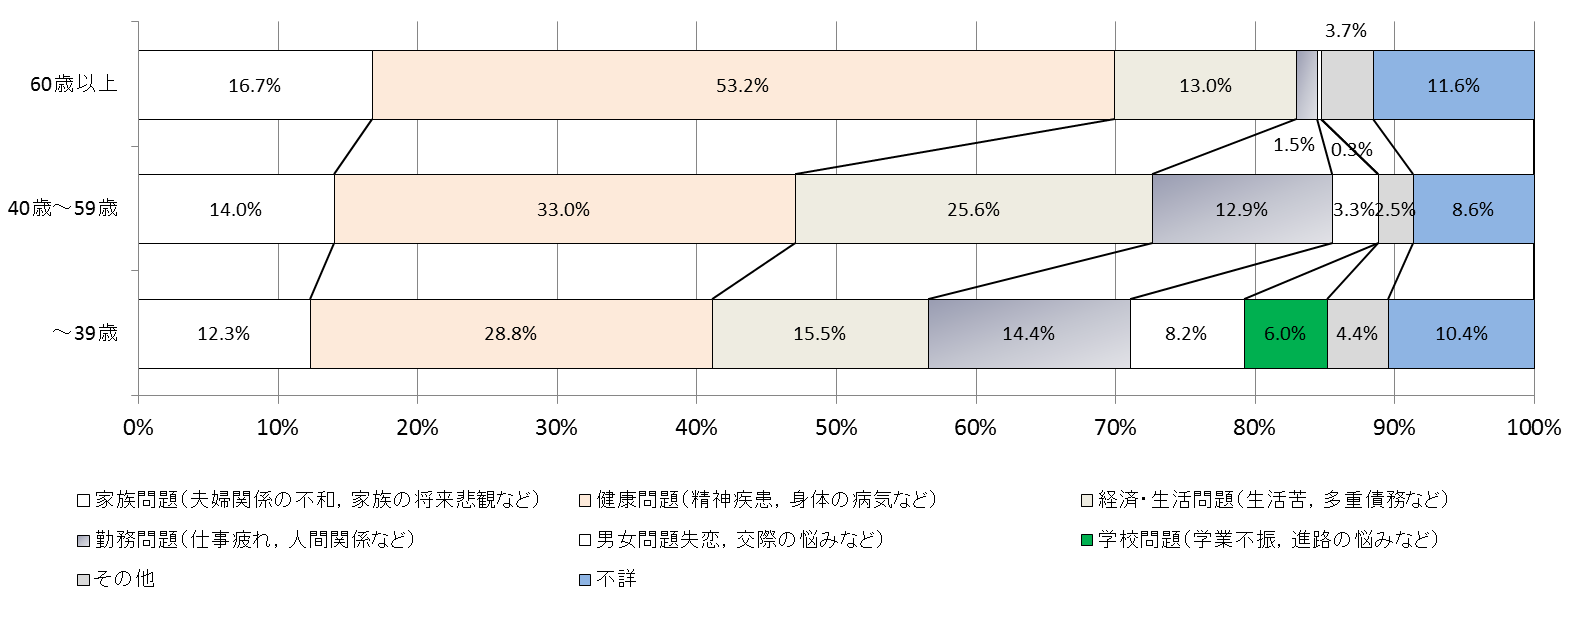 3.7%
60歳以上 16.7% 53.2% 13.0% 11.6%
1.5% 0.3%
40歳～59歳 14.0% 33.0% 25.6% 12.9% 3.3% 2.5% 8.6%
～39歳 12.3% 28.8% 15.5% 14.4% 8.2% 6.0% 4.4% 10.4%
0% 10% 20% 30% 40% 50% 60% 70% 80% 90% 100%
家族問題（夫婦関係の不和，家族の将来悲観など） 健康問題（精神疾患，身体の病気など） 経済・生活問題（生活苦，多重債務など）
勤務問題（仕事疲れ，人間関係など） 男女問題失恋，交際の悩みなど） 学校問題（学業不振，進路の悩みなど）
その他 不詳